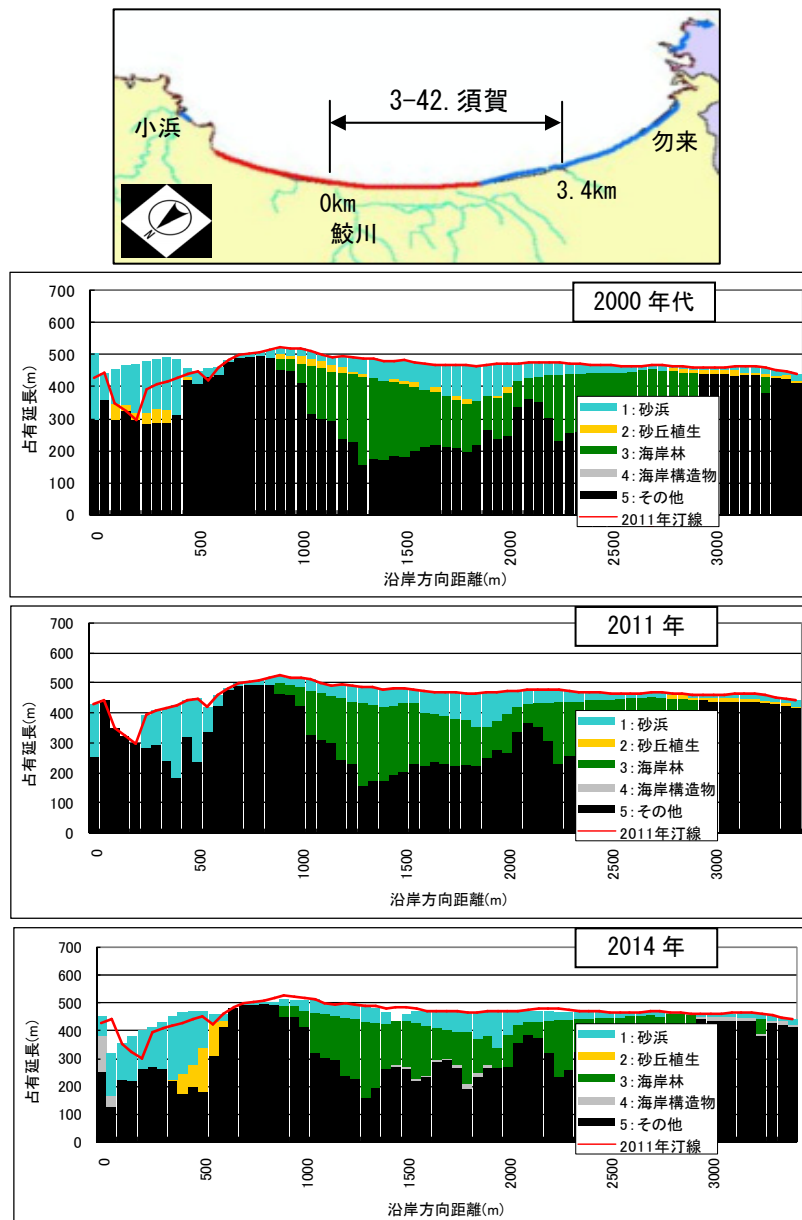 3-42. 須賀
小浜
勿来
0km
3.4km
鮫川
N
2000 年代
700
600
500
400
300
200
100
0
占有延長(m)
1:砂浜
2:砂丘植生
3:海岸林
4:海岸構造物
5:その他
2011年汀線
0
500
1000
1500
2000
2500
3000
沿岸方向距離(m)
2011 年
700
600
500
400
300
200
100
0
占有延長(m)
1:砂浜
2:砂丘植生
3:海岸林
4:海岸構造物
5:その他
2011年汀線
0
500
1000
1500
2000
2500
3000
沿岸方向距離(m)
2014 年
700
600
500
400
300
200
100
0
占有延長(m)
1:砂浜
2:砂丘植生
3:海岸林
4:海岸構造物
5:その他
2011年汀線
0
500
1000
1500
2000
2500
3000
沿岸方向距離(m)